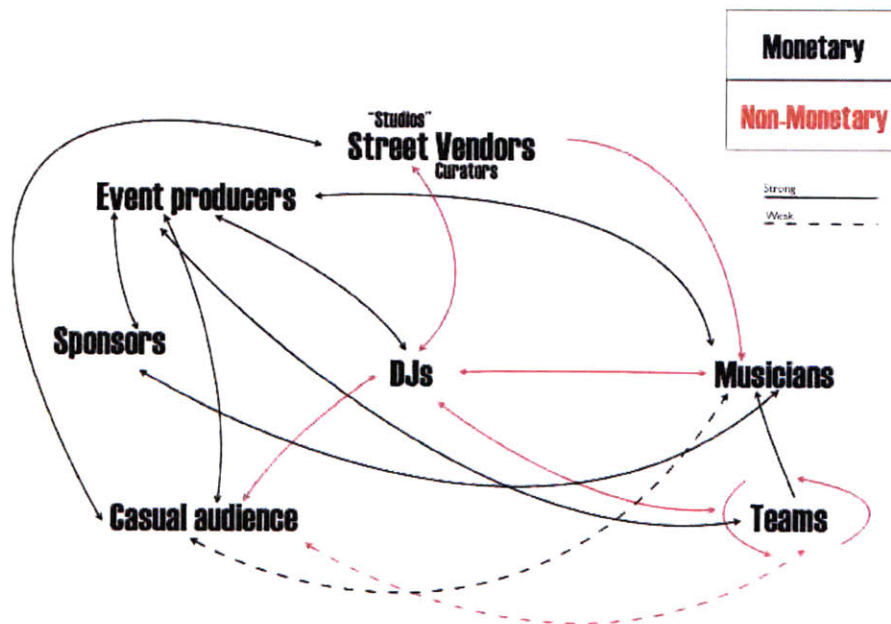 Monetary
Non-Monetary
Strong
Weak
"Studios"
Street Vendors
Curators
Event producers
Sponsors
DJs
Musicians
Casual audience
Teams